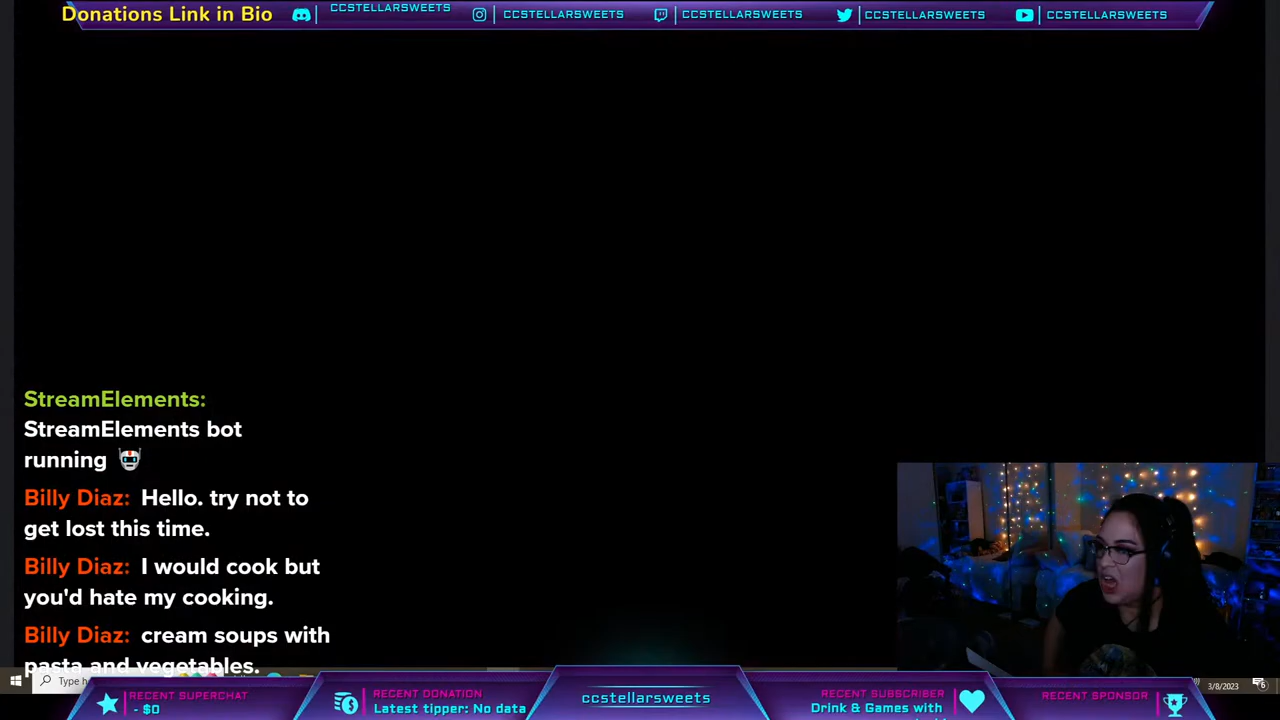 Donations Link in Bio
CCSTELLARSWEETS
CCSTELLARSWEETS
CCSTELLARSWEETS
CCSTELLARSWEETS
CCSTELLARSWEETS
StreamElements:
StreamElements bot
running
Billy Diaz: Hello. try not to
get lost this time.
Billy Diaz: I would cook but
you'd hate my cooking.
Billy Diaz: cream soups with
pasta and vegetables.
Type
3/8/2023
6
RECENT SUPERCHAT
- $0
RECENT DONATION
Latest tipper: No data
ccstellarsweets
RECENT SUBSCRIBER
Drink & Games with
RECENT SPONSOR